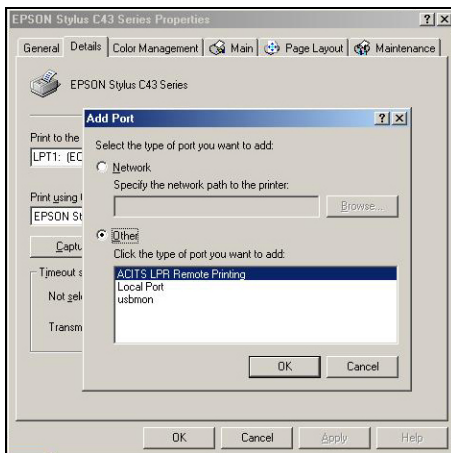 EPSON Stylus C43 Series Properties
General Details Color Management Main Page Layout Maintenance
EPSON Stylus C43 Series
Add Port
Select the type of port you want to add:
Print to the
Network
LPT1: (EC
Specify the network path to the printer:
Browse...
Print using
EPSON St
Other
Click the type of port you want to add:
Captu
ACITS LPR Remote Printing
Timeout s
Local Port
Not sele
usbmon
Transm
OK Cancel
OK Cancel Apply Help